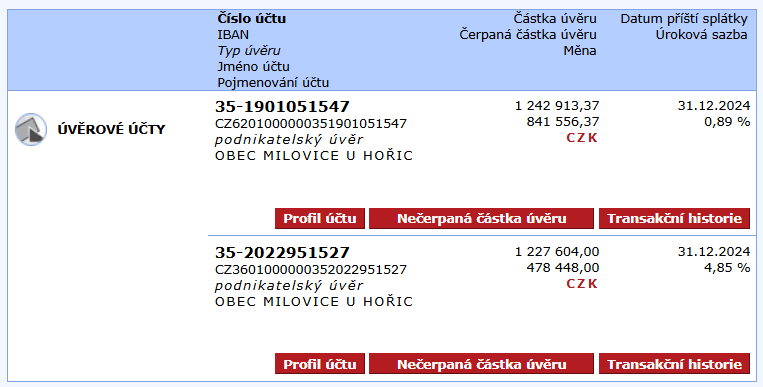 Číslo účtu Částka úvěru Datum příští splátky
IBAN Čerpaná částka úvěru Úroková sazba
Typ úvěru Měna
Jméno účtu
Pojmenování účtu
ÚVĚROVÉ ÚČTY
35-1901051547 1 242 913,37 31.12.2024
CZ6201000000351901051547 841 556,37 0,89 %
podnikatelský úvěr CZK
OBEC MILOVICE U HOŘIC
Profil účtu Nečerpaná částka úvěru Transakční historie
35-2022951527 1 227 604,00 31.12.2024
CZ3601000000352022951527 478 448,00 4,85 %
podnikatelský úvěr CZK
OBEC MILOVICE U HOŘIC
Profil účtu Nečerpaná částka úvěru Transakční historie